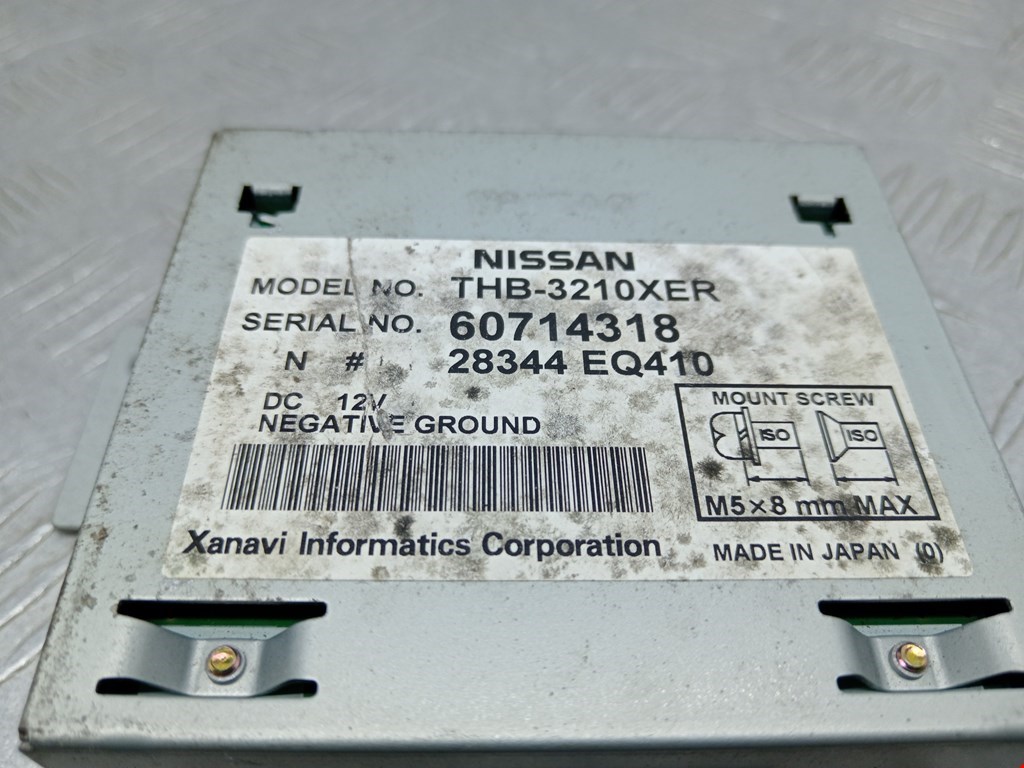 NISSAN
MODEL NO. THB-3210XER
SERIAL NO. 60714318
N # 28344 EQ410
DC 12V
NEGATIVE GROUND
MOUNT SCREW
ISO ISO
M5×8 mm MAX
Xanavi Informatics Corporation
MADE IN JAPAN (0)